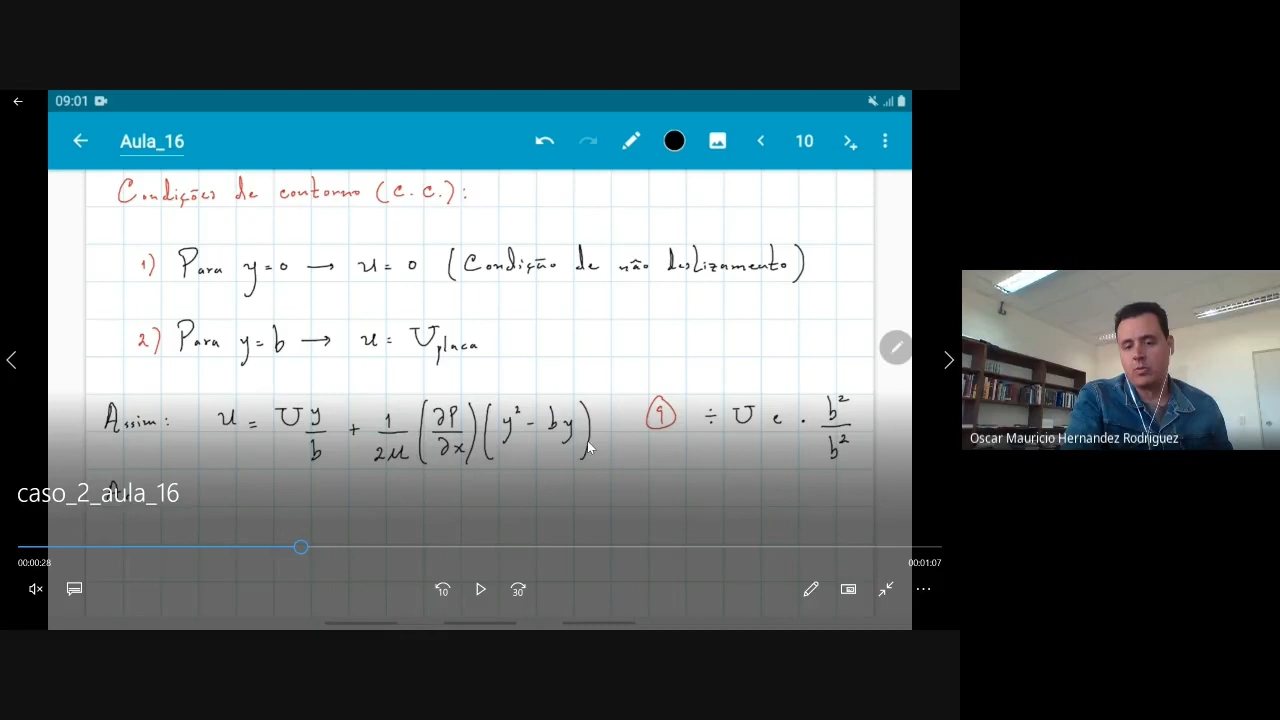 09:01
Aula_16
10
Condições de contorno (C.C.):
1) Para y=0 → u=0 (Condição de não deslizamento)
2) Para y=b → u=U_placa
Assim: u = U y/b + 1/2μ (∂P/∂x)(y² - by) ⑨ ÷ U e · b²/b²
Oscar Mauricio Hernandez Rodriguez
caso_2_aula_16
00:00:28
00:01:07
10
30